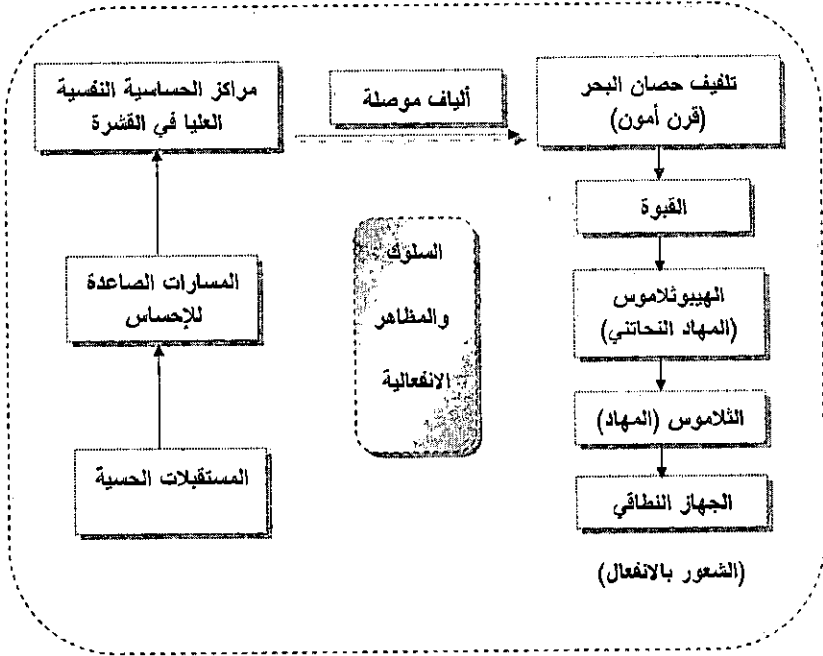 مراكز الحساسية النفسية
العليا في القشرة
ألياف موصلة
تلفيف حصان البحر
(قرن أمون)
القبوة
المسارات الصاعدة
للإحساس
السلوك
والمظاهر
الانفعالية
الهيبوثلاموس
(المهاد النحاتني)
الثلاموس (المهاد)
المستقبلات الحسية
الجهاز النطاقي
(الشعور بالانفعال)